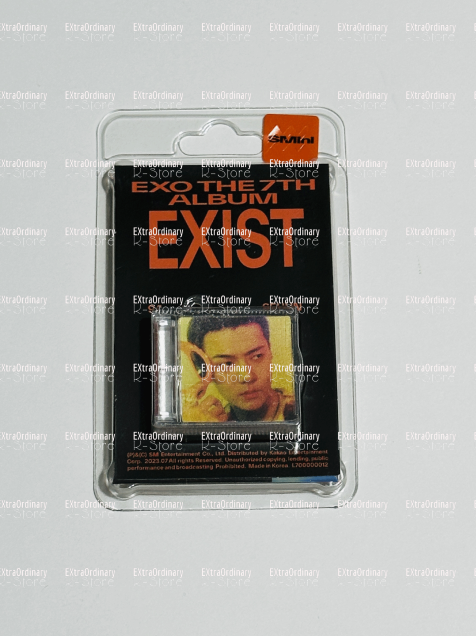 SMini
EXO THE 7TH
ALBUM
EXIST
(P)&(C) SM Entertainment Co., Ltd. Distributed by Kakao Entertainment
Corp. 2023.07 All rights Reserved. Unauthorized copying, lending, public
performance and broadcasting Prohibited. Made in Korea. L200000012
EXtraOrdinary
K-Store